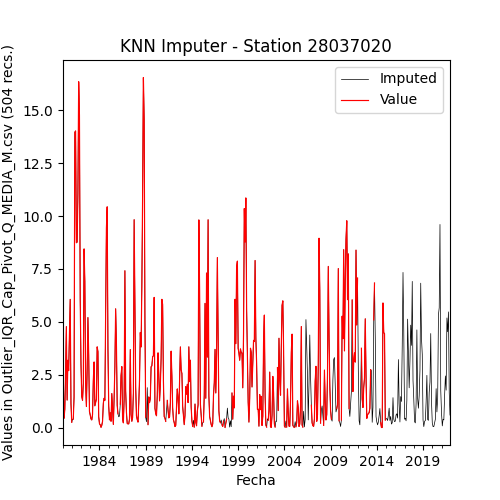 KNN Imputer - Station 28037020
Imputed
Value
Values in Outlier_IQR_Cap_Pivot_Q_MEDIA_M.csv (504 recs.)
15.0
12.5
10.0
7.5
5.0
2.5
0.0
1984 1989 1994 1999 2004 2009 2014 2019
Fecha